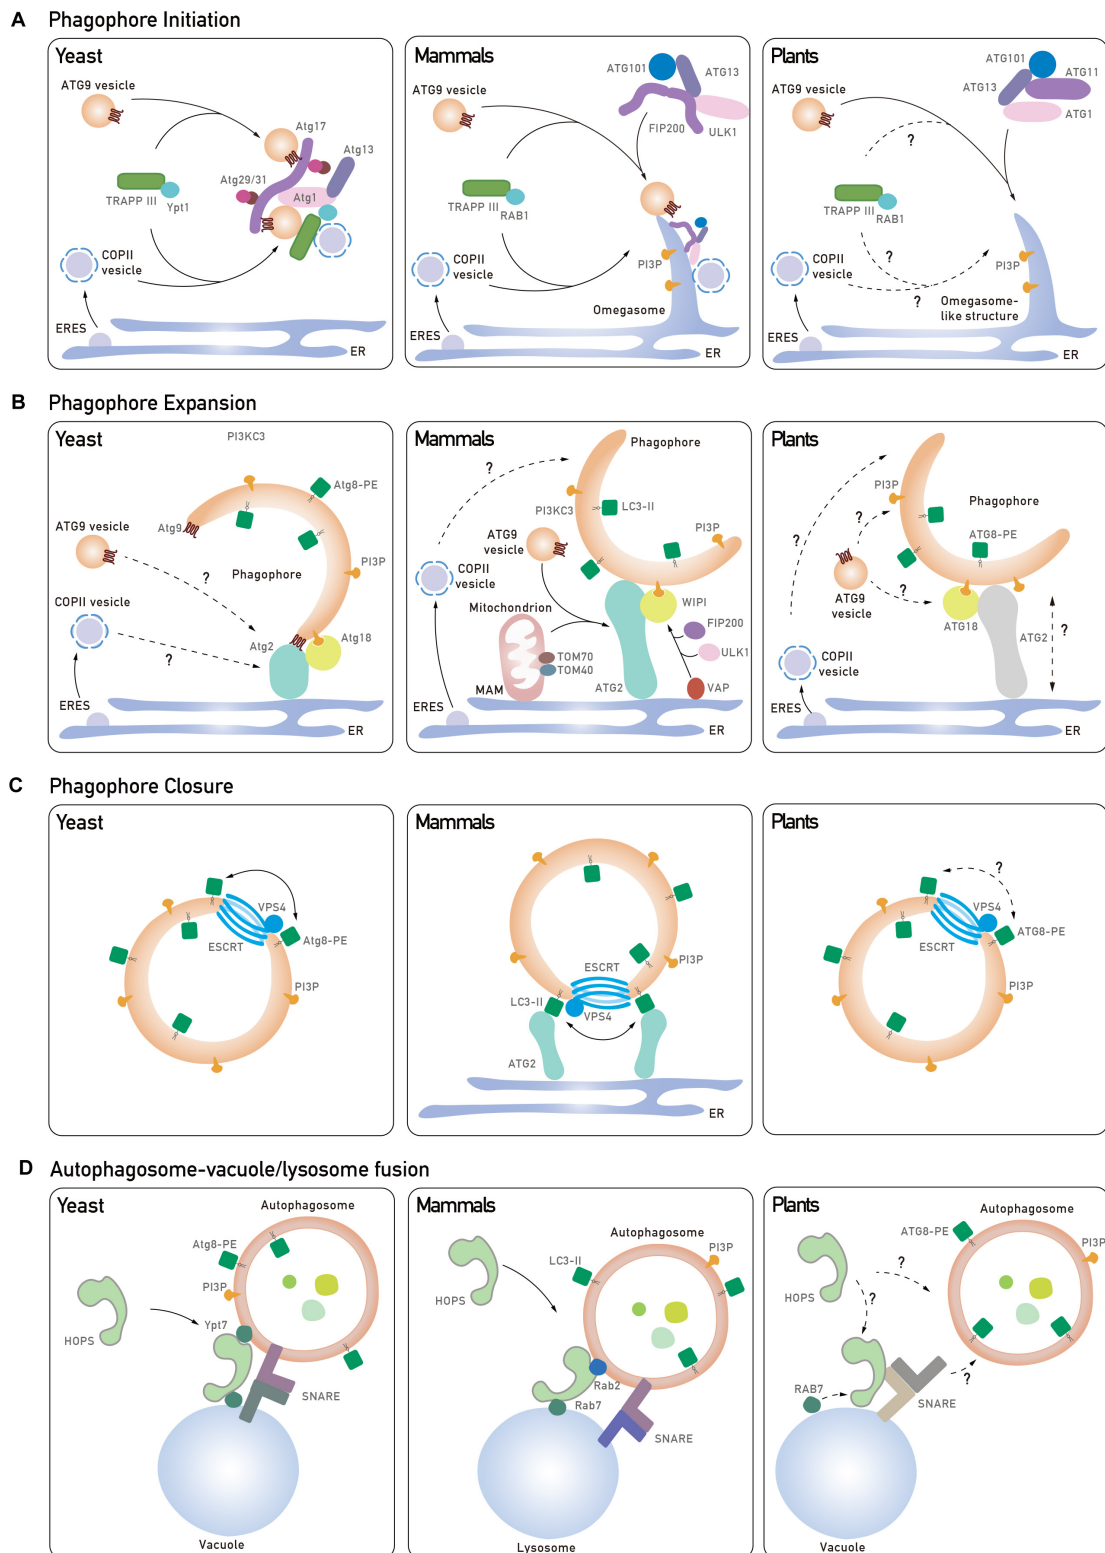 A Phagophore Initiation
Yeast
ATG9 vesicle
Atg17
Atg13
Atg29/31
Atg1
TRAPP III
Ypt1
COPII
vesicle
ERES
ER
Mammals
ATG101
ATG13
ATG9 vesicle
FIP200
ULK1
TRAPP III
RAB1
PI3P
COPII
vesicle
Omegasome
ERES
ER
Plants
ATG101
ATG11
ATG13
ATG9 vesicle
ATG1
?
TRAPP III
RAB1
PI3P
COPII
vesicle
?
?
Omegasome-
like structure
ERES
ER
B Phagophore Expansion
Yeast
PI3KC3
Atg8-PE
Atg9
ATG9 vesicle
?
Phagophore
PI3P
COPII vesicle
Atg2
Atg18
?
ERES
ER
Mammals
Phagophore
?
PI3KC3
LC3-II
PI3P
ATG9
vesicle
COPII
vesicle
WIPI
Mitochondrion
FIP200
ULK1
TOM70
TOM40
MAM
ATG2
VAP
ERES
ER
Plants
PI3P
Phagophore
?
?
ATG8-PE
?
ATG9
vesicle
ATG18
ATG2
?
COPII
vesicle
ERES
ER
C Phagophore Closure
Yeast
VPS4
Atg8-PE
ESCRT
PI3P
Mammals
PI3P
ESCRT
LC3-II
VPS4
ATG2
ER
Plants
?
VPS4
ATG8-PE
ESCRT
PI3P
D Autophagosome-vacuole/lysosome fusion
Yeast
Autophagosome
Atg8-PE
PI3P
Ypt7
HOPS
SNARE
Vacuole
Mammals
Autophagosome
PI3P
LC3-II
HOPS
Rab2
Rab7
SNARE
Lysosome
Plants
Autophagosome
ATG8-PE
PI3P
?
HOPS
?
?
RAB7
SNARE
Vacuole